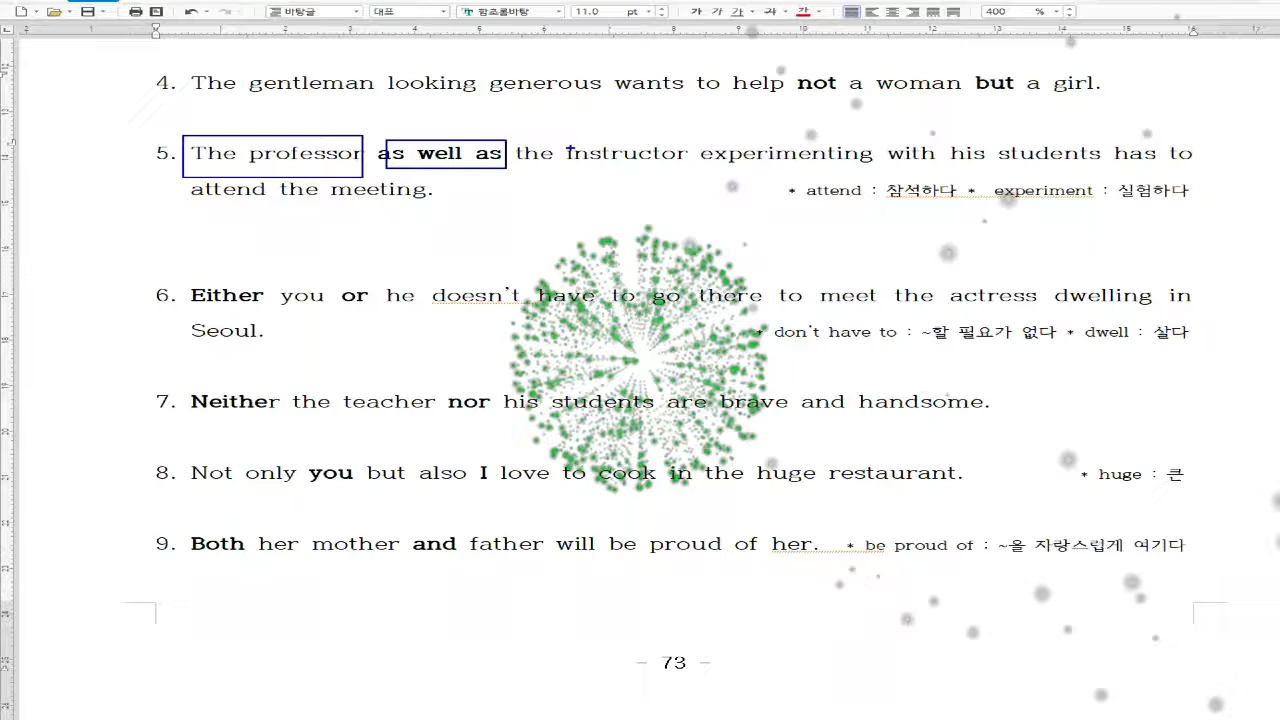 바탕글 대표 함초롬바탕 11.0 pt 가 가 가 가 가 400 %
4. The gentleman looking generous wants to help not a woman but a girl.
5. The professor as well as the instructor experimenting with his students has to
attend the meeting. * attend : 참석하다 * experiment : 실험하다
6. Either you or he doesn't have to go there to meet the actress dwelling in
Seoul. * don't have to : ~할 필요가 없다 * dwell : 살다
7. Neither the teacher nor his students are brave and handsome.
8. Not only you but also I love to cook in the huge restaurant. * huge : 큰
9. Both her mother and father will be proud of her. * be proud of : ~을 자랑스럽게 여기다
- 73 -